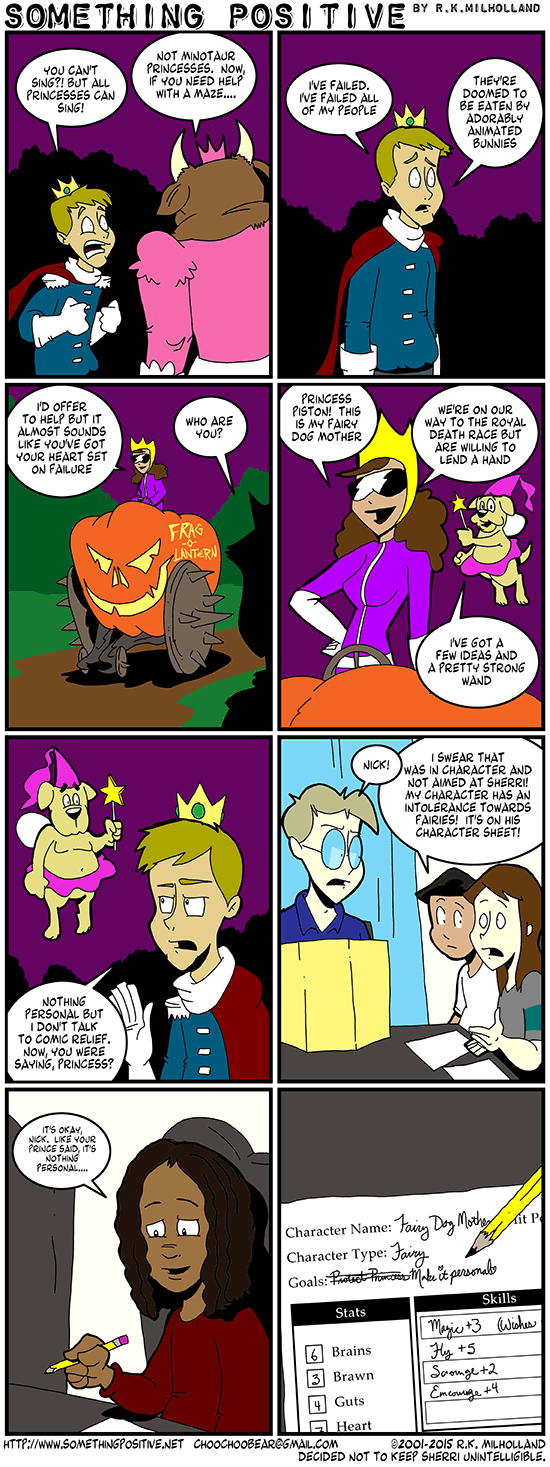 SOMETHING POSITIVE BY R.K.MILHOLLAND
YOU CAN'T
SING?! BUT ALL
PRINCESSES CAN
SING!
NOT MINOTAUR
PRINCESSES. NOW,
IF YOU NEED HELP
WITH A MAZE....
I'VE FAILED.
I'VE FAILED ALL
OF MY PEOPLE
THEY'RE
DOOMED TO
BE EATEN BY
ADORABLY
ANIMATED
BUNNIES
I'D OFFER
TO HELP BUT IT
ALMOST SOUNDS
LIKE YOU'VE GOT
YOUR HEART SET
ON FAILURE
WHO ARE
YOU?
FRAG
-O-
LANTERN
PRINCESS
PISTON! THIS
IS MY FAIRY
DOG MOTHER
WE'RE ON OUR
WAY TO THE ROYAL
DEATH RACE BUT
ARE WILLING TO
LEND A HAND
I'VE GOT A
FEW IDEAS AND
A PRETTY STRONG
WAND
NOTHING
PERSONAL BUT
I DON'T TALK
TO COMIC RELIEF.
NOW, YOU WERE
SAYING, PRINCESS?
NICK!
I SWEAR THAT
WAS IN CHARACTER AND
NOT AIMED AT SHERRI!
MY CHARACTER HAS AN
INTOLERANCE TOWARDS
FAIRIES! IT'S ON HIS
CHARACTER SHEET!
IT'S OKAY,
NICK. LIKE YOUR
PRINCE SAID, IT'S
NOTHING
PERSONAL....
Character Name: Fairy Dog Mother
Character Type: Fairy
Goals: Protect Princess Make it personal
Stats
6 Brains
3 Brawn
4 Guts
Heart
Skills
Magic +3 (Wishes
Fly +5
Scrounge +2
Encourage +4
HTTP://WWW.SOMETHINGPOSITIVE.NET CHOOCHOOBEAR@GMAIL.COM ©2001-2015 R.K. MILHOLLAND
DECIDED NOT TO KEEP SHERRI UNINTELLIGIBLE.